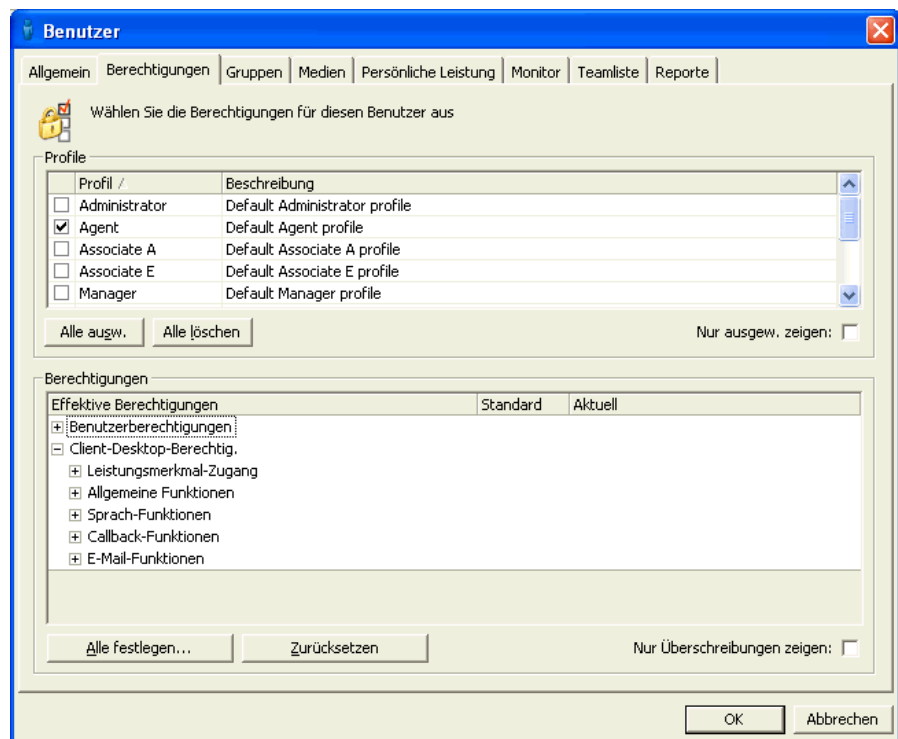 Benutzer
Allgemein Berechtigungen Gruppen Medien Persönliche Leistung Monitor Teamliste Reporte
Wählen Sie die Berechtigungen für diesen Benutzer aus
Profile
Profil Beschreibung
Administrator Default Administrator profile
Agent Default Agent profile
Associate A Default Associate A profile
Associate E Default Associate E profile
Manager Default Manager profile
Alle ausw. Alle löschen Nur ausgew. zeigen:
Berechtigungen
Effektive Berechtigungen Standard Aktuell
Benutzerberechtigungen
Client-Desktop-Berechtig.
Leistungsmerkmal-Zugang
Allgemeine Funktionen
Sprach-Funktionen
Callback-Funktionen
E-Mail-Funktionen
Alle festlegen... Zurücksetzen Nur Überschreibungen zeigen:
OK Abbrechen